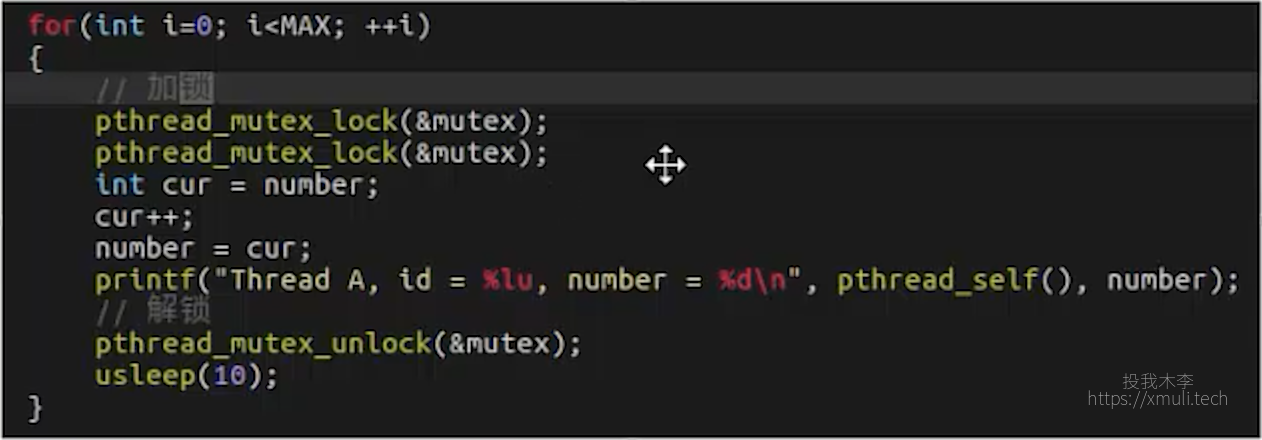 for(int i=0; i<MAX; ++i)
{
// 加锁
pthread_mutex_lock(&mutex);
pthread_mutex_lock(&mutex);
int cur = number;
cur++;
number = cur;
printf("Thread A, id = %lu, number = %d\n", pthread_self(), number);
// 解锁
pthread_mutex_unlock(&mutex);
usleep(10);
}
投我木李
https://xmuli.tech